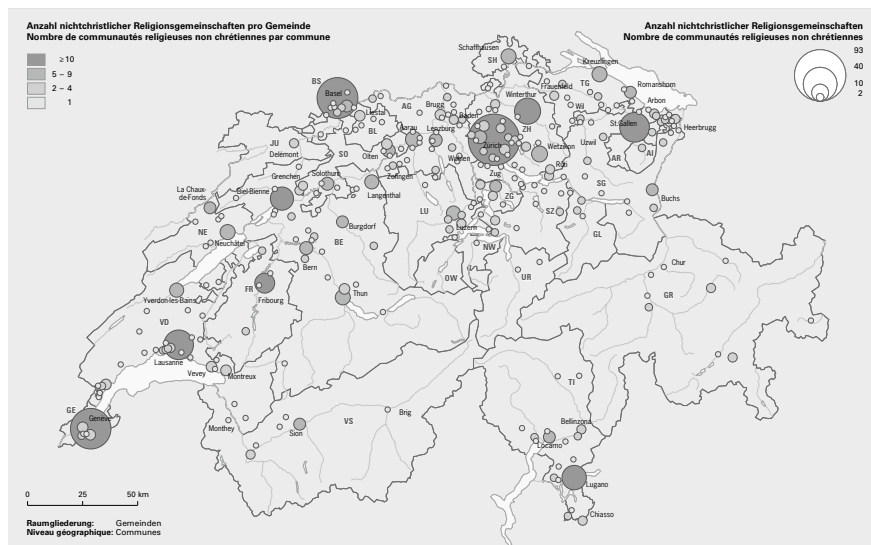 Anzahl nichtchristlicher Religionsgemeinschaften pro Gemeinde
Nombre de communautés religieuses non chrétiennes par commune
≥10
5 – 9
2 – 4
1
Anzahl nichtchristlicher Religionsgemeinschaften
Nombre de communautés religieuses non chrétiennes
93
40
10
2
Schaffhausen
SH
Kreuzlingen
BS
Basel
Frauenfeld
TG
Romanshorn
Winterthur
Arbon
AG
Brugg
Wil
Liestal
Baden
St.Gallen
Heerbrugg
BL
Aarau
Lenzburg
ZH
JU
Zürich
Wetzikon
Uzwil
Delémont
SO
Olten
Wohlen
AR
AI
Rüti
Grenchen
Solothurn
Zofingen
Zug
La Chaux-
de-Fonds
Biel-Bienne
Langenthal
ZG
SG
Buchs
LU
SZ
NE
Burgdorf
Luzern
Neuchâtel
BE
GL
NW
Bern
OW
UR
Chur
FR
Thun
GR
Yverdon-les-Bains
Fribourg
VD
Lausanne
Vevey
Montreux
TI
GE
Genève
Monthey
Sion
VS
Brig
Bellinzona
Locarno
Lugano
Chiasso
0
25
50 km
Raumgliederung: Gemeinden
Niveau géographique: Communes